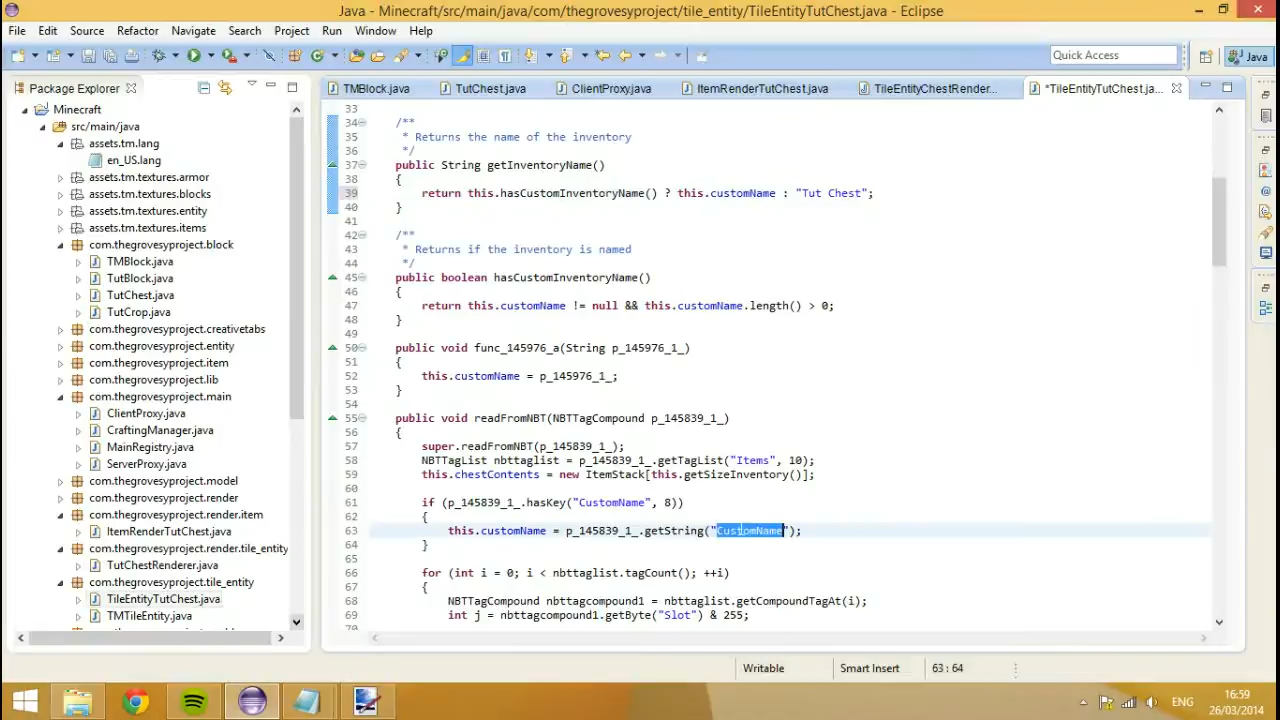 Java - Minecraft/src/main/java/com/thegrovesyproject/tile entity/TileEntityTutChest.java - Eclipse
File Edit Source Refactor Navigate Search Project Run Window Help
Quick Access
Java
Package Explorer
TMBlock.java TutChest.java ClientProxy.java ItemRenderTutChest.java TileEntityChestRender... *TileEntityTutChest.ja...
Minecraft
src/main/java
assets.tm.lang
en_US.lang
assets.tm.textures.armor
assets.tm.textures.blocks
assets.tm.textures.entity
assets.tm.textures.items
com.thegrovesyproject.block
TMBlock.java
TutBlock.java
TutChest.java
TutCrop.java
com.thegrovesyproject.creativetabs
com.thegrovesyproject.entity
com.thegrovesyproject.item
com.thegrovesyproject.lib
com.thegrovesyproject.main
ClientProxy.java
CraftingManager.java
MainRegistry.java
ServerProxy.java
com.thegrovesyproject.model
com.thegrovesyproject.render
com.thegrovesyproject.render.item
ItemRenderTutChest.java
com.thegrovesyproject.render.tile_entity
TutChestRenderer.java
com.thegrovesyproject.tile_entity
TileEntityTutChest.java
TMTileEntity.java
33
34 /**
35 * Returns the name of the inventory
36 */
37 public String getInventoryName()
38 {
39 return this.hasCustomInventoryName() ? this.customName : "Tut Chest";
40 }
41
42 /**
43 * Returns if the inventory is named
44 */
45 public boolean hasCustomInventoryName()
46 {
47 return this.customName != null && this.customName.length() > 0;
48 }
49
50 public void func_145976_a(String p_145976_1_)
51 {
52 this.customName = p_145976_1_;
53 }
54
55 public void readFromNBT(NBTTagCompound p_145839_1_)
56 {
57 super.readFromNBT(p_145839_1_);
58 NBTTagList nbttaglist = p_145839_1_.getTagList("Items", 10);
59 this.chestContents = new ItemStack[this.getSizeInventory()];
60
61 if (p_145839_1_.hasKey("CustomName", 8))
62 {
63 this.customName = p_145839_1_.getString("CustomName");
64 }
65
66 for (int i = 0; i < nbttaglist.tagCount(); ++i)
67 {
68 NBTTagCompound nbttagcompound1 = nbttaglist.getCompoundTagAt(i);
69 int j = nbttagcompound1.getByte("Slot") & 255;
70
Writable Smart Insert 63 : 64
ENG
16:59
26/03/2014